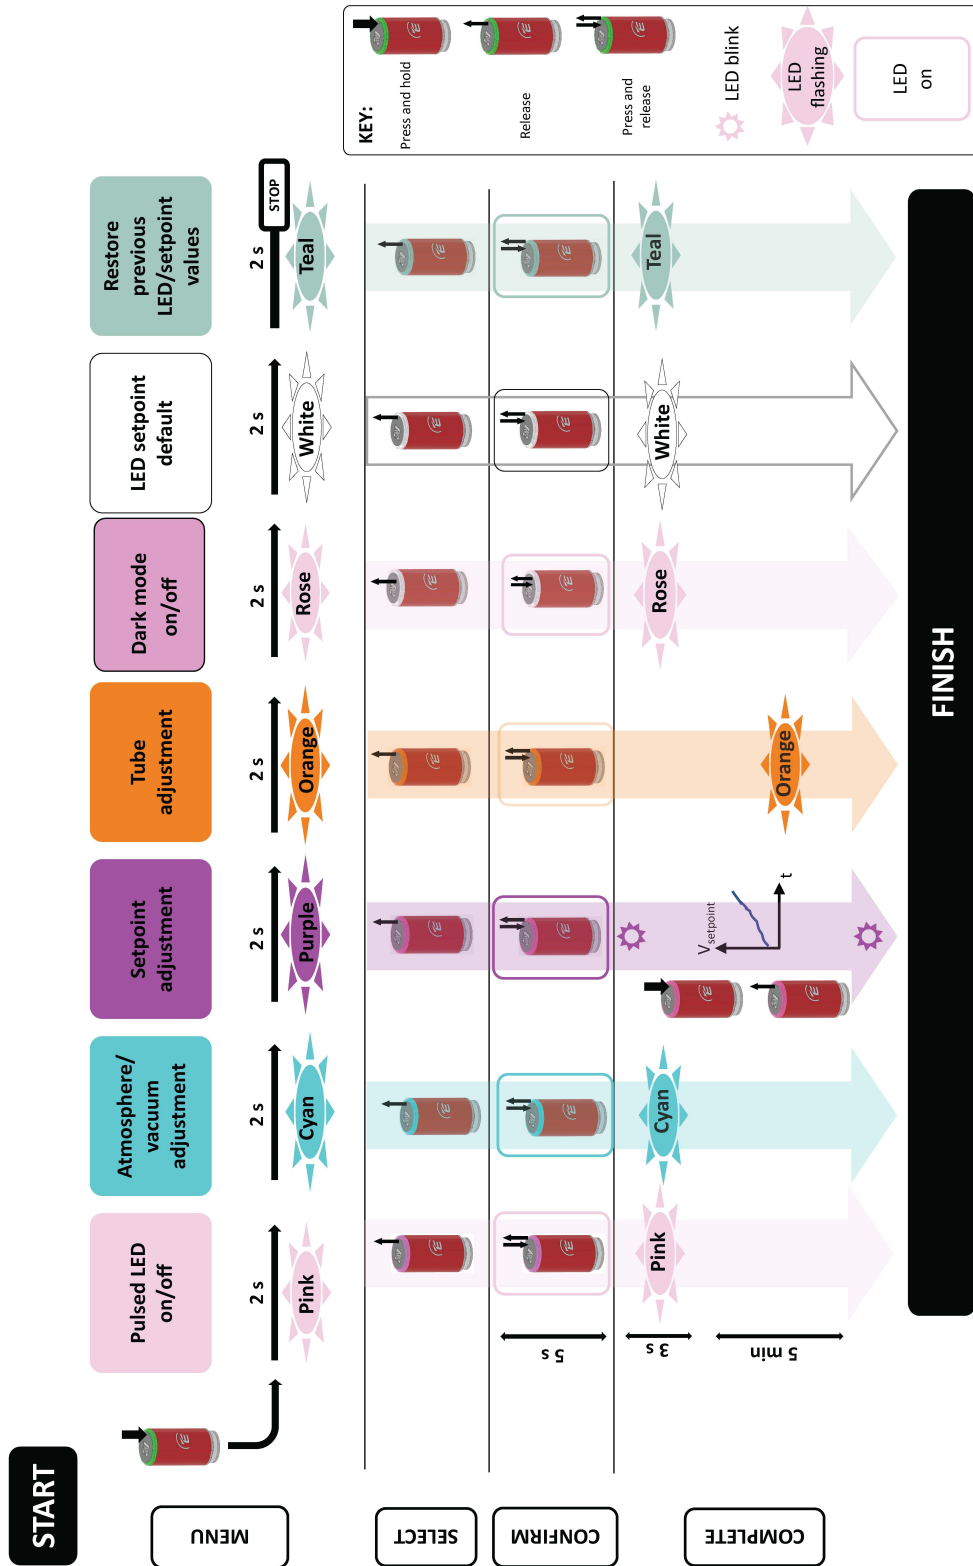 START
MENU
Pulsed LED
on/off
Atmosphere/
vacuum
adjustment
Setpoint
adjustment
Tube
adjustment
Dark mode
on/off
LED setpoint
default
Restore
previous
LED/setpoint
values
2 s
2 s
2 s
2 s
2 s
2 s
2 s
STOP
Pink
Cyan
Purple
Orange
Rose
White
Teal
SELECT
CONFIRM
5 s
COMPLETE
3 s
5 min
Pink
Cyan
Vsetpoint
t
Orange
Rose
White
Teal
FINISH
KEY:
Press and hold
Release
Press and
release
LED blink
LED
flashing
LED
on